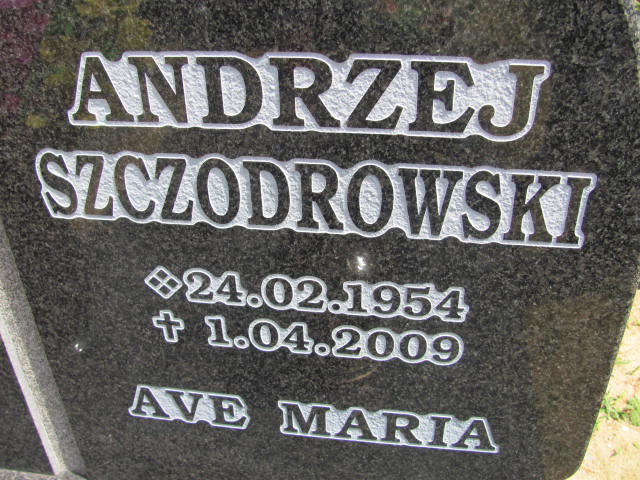 ANDRZEJ
SZCZODROWSKI
❖ 24.02.1954
✝ 1.04.2009
AVE MARIA